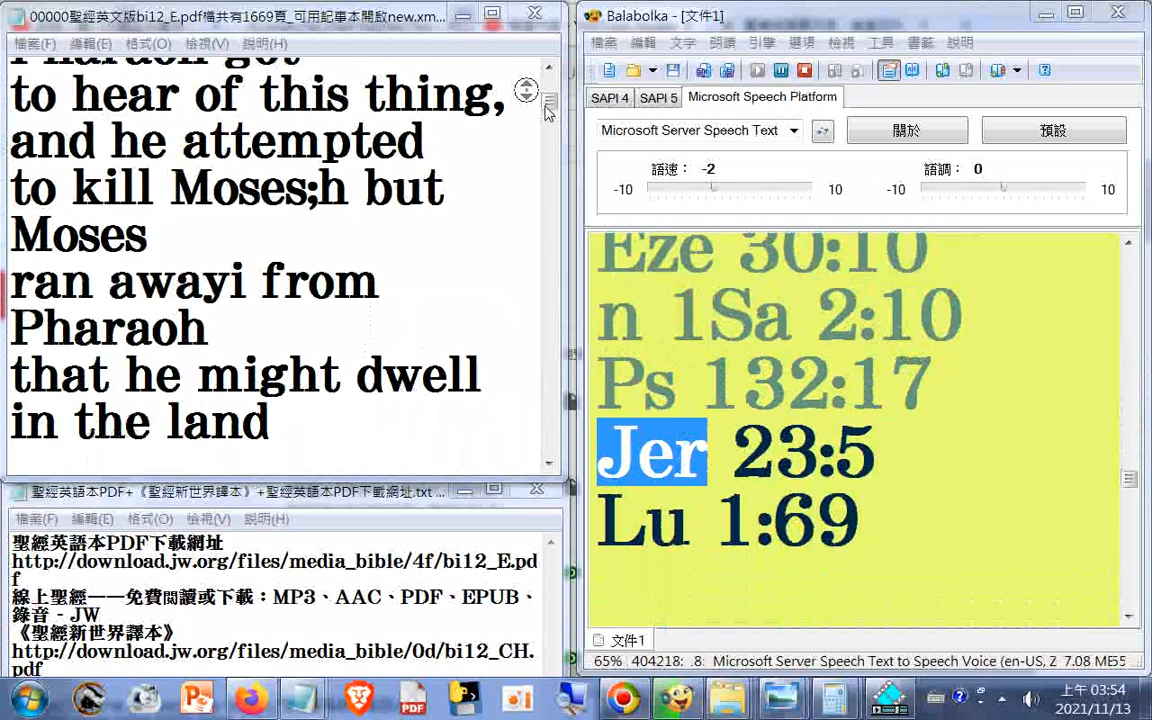 00000聖經英文版bi12_E.pdf檔共有1669頁_可用記事本開啟new.xm...
檔案(F) 編輯(E) 格式(O) 檢視(V) 說明(H)
Pharaoh got
to hear of this thing,
and he attempted
to kill Moses;h but
Moses
ran awayi from
Pharaoh
that he might dwell
in the land
聖經英語本PDF+《聖經新世界譯本》+聖經英語本PDF下載網址.txt ...
檔案(F) 編輯(E) 格式(O) 檢視(V) 說明(H)
聖經英語本PDF下載網址
http://download.jw.org/files/media_bible/4f/bi12_E.pd
f
線上聖經——免費閱讀或下載：MP3、AAC、PDF、EPUB、
錄音 - JW
《聖經新世界譯本》
http://download.jw.org/files/media_bible/0d/bi12_CH.
pdf
Balabolka - [文件1]
檔案 編輯 文字 朗讀 引擎 選項 檢視 工具 書籤 說明
SAPI 4 SAPI 5 Microsoft Speech Platform
Microsoft Server Speech Text 關於 預設
語速： -2 語調： 0
-10 10 -10 10
Eze 30:10
n 1Sa 2:10
Ps 132:17
Jer 23:5
Lu 1:69
文件1
65% 404218: .8: Microsoft Server Speech Text to Speech Voice (en-US, Z 7.08 ME55
上午 03:54
2021/11/13